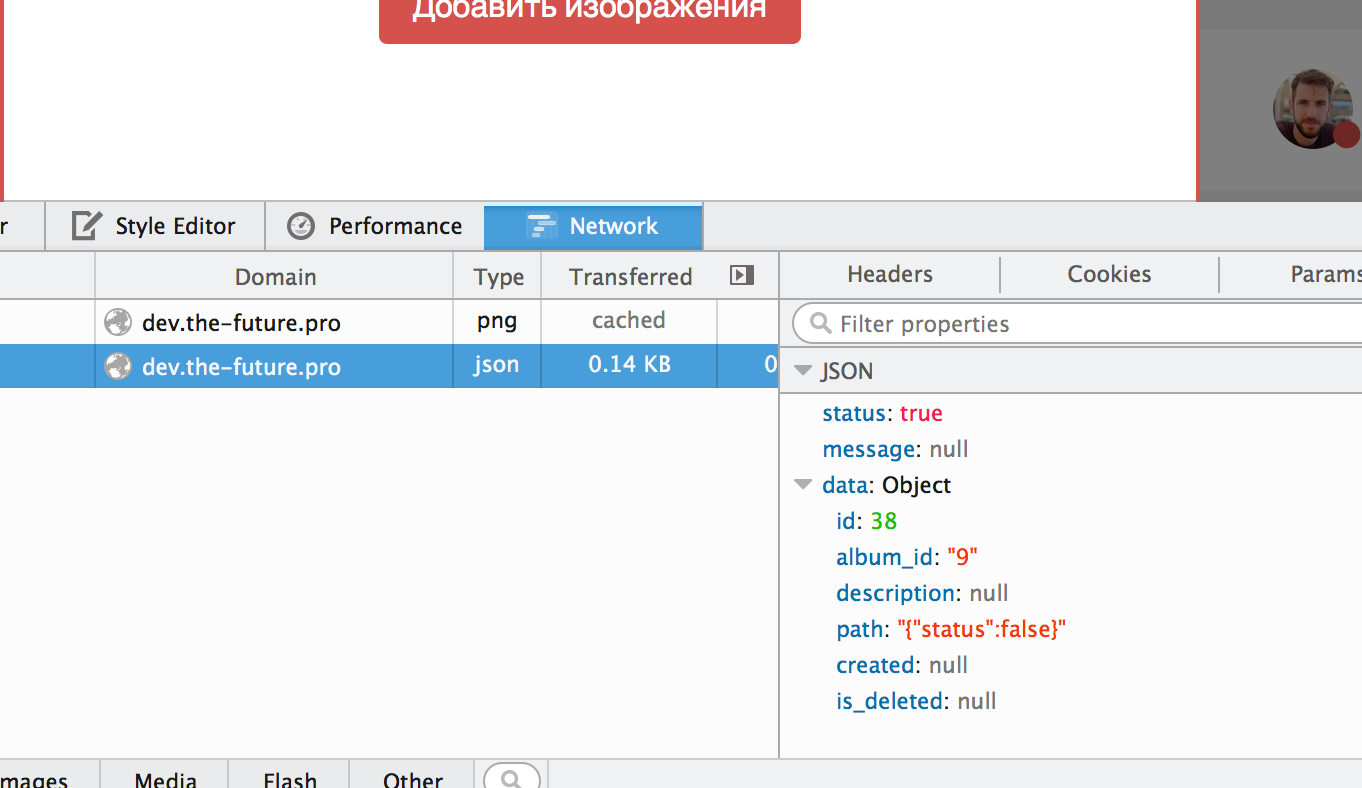 Добавить изображения
r
Style Editor
Performance
Network
Domain
Type
Transferred
Headers
Cookies
Params
dev.the-future.pro
png
cached
Filter properties
dev.the-future.pro
json
0.14 KB
0
JSON
status: true
message: null
data: Object
id: 38
album_id: "9"
description: null
path: "{"status":false}"
created: null
is_deleted: null
mages
Media
Flash
Other